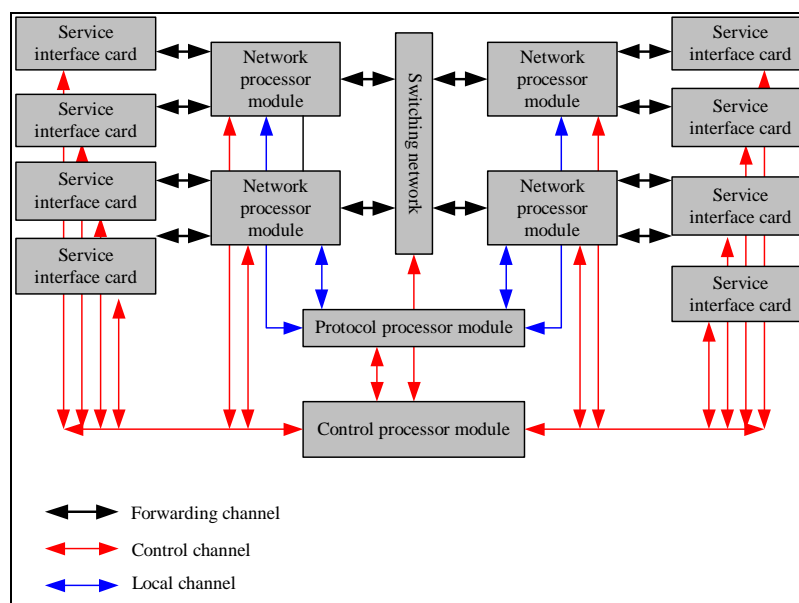 Service
interface card
Service
interface card
Service
interface card
Service
interface card
Network
processor
module
Network
processor
module
Switching network
Network
processor
module
Network
processor
module
Service
interface card
Service
interface card
Service
interface card
Service
interface card
Protocol processor module
Control processor module
Forwarding channel
Control channel
Local channel